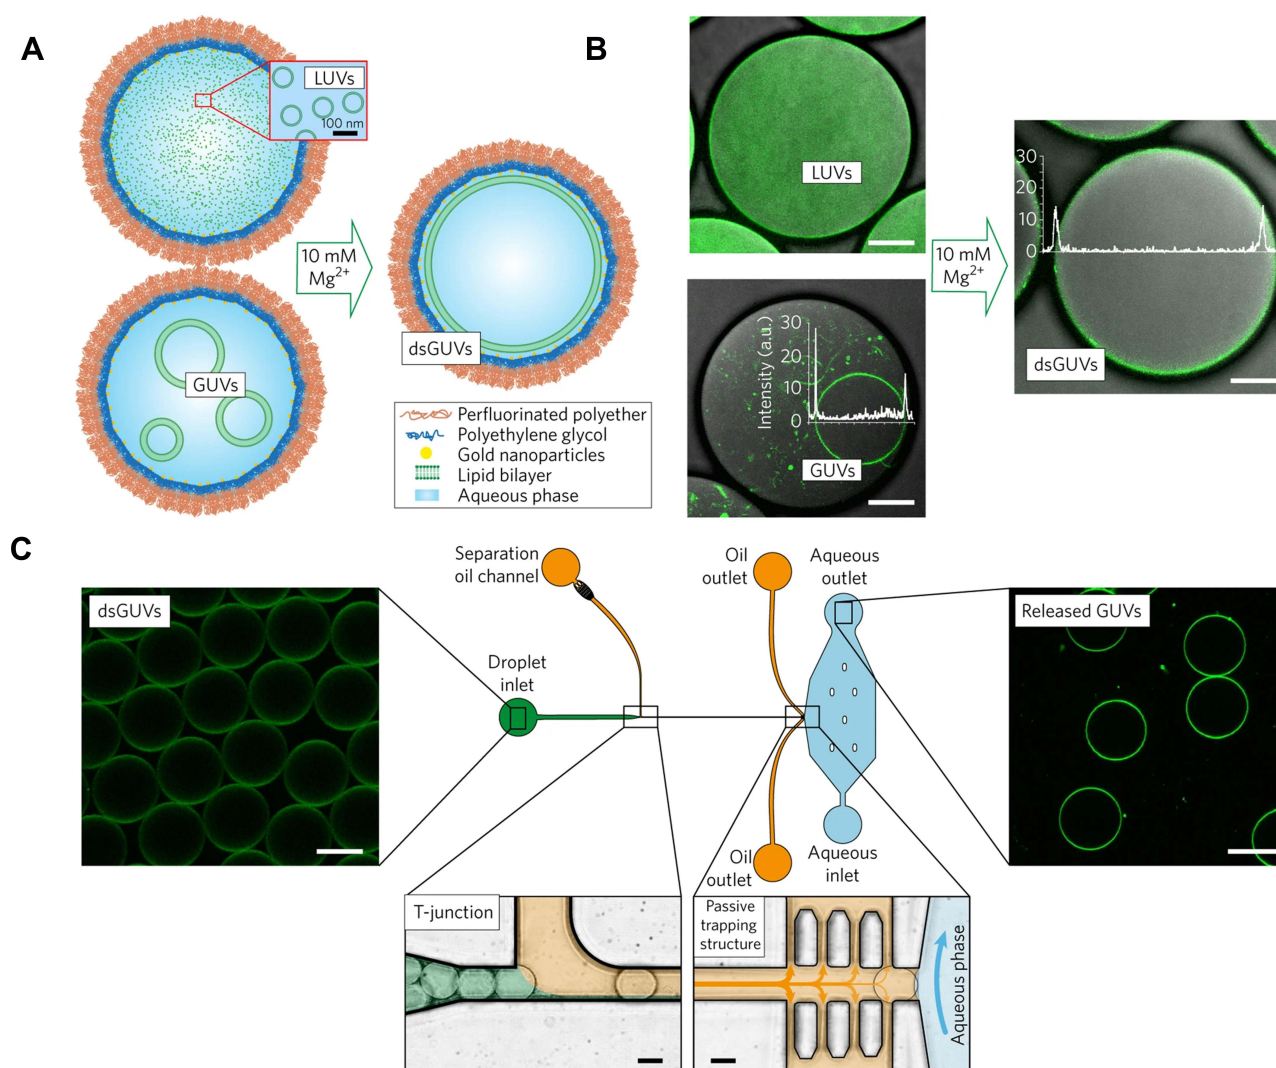 A
LUVs
100 nm
GUVs
10 mM
Mg2+
dsGUVs
Perfluorinated polyether
Polyethylene glycol
Gold nanoparticles
Lipid bilayer
Aqueous phase
B
LUVs
Intensity (a.u.)
30
20
10
0
GUVs
10 mM
Mg2+
30
20
10
0
dsGUVs
C
dsGUVs
Separation
oil channel
Droplet
inlet
Oil
outlet
Aqueous
outlet
Oil
outlet
Aqueous
inlet
Released GUVs
T-junction
Passive
trapping
structure
Aqueous phase